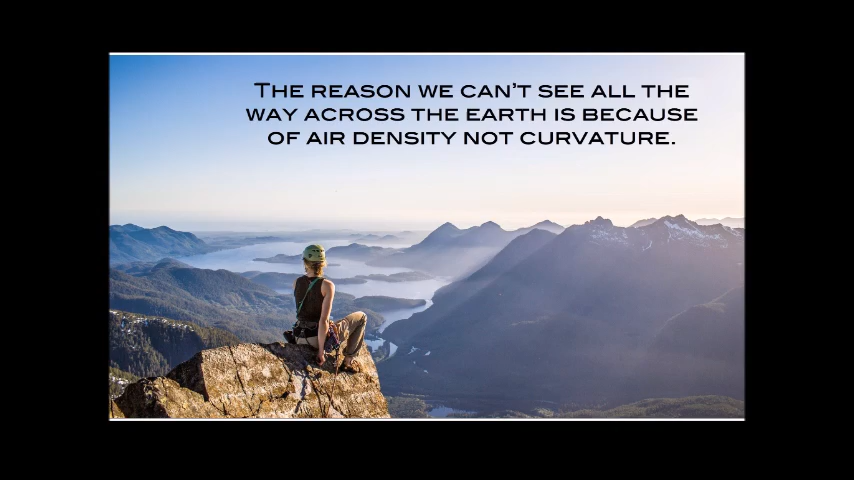 The reason we can't see all the
way across the earth is because
of air density not curvature.